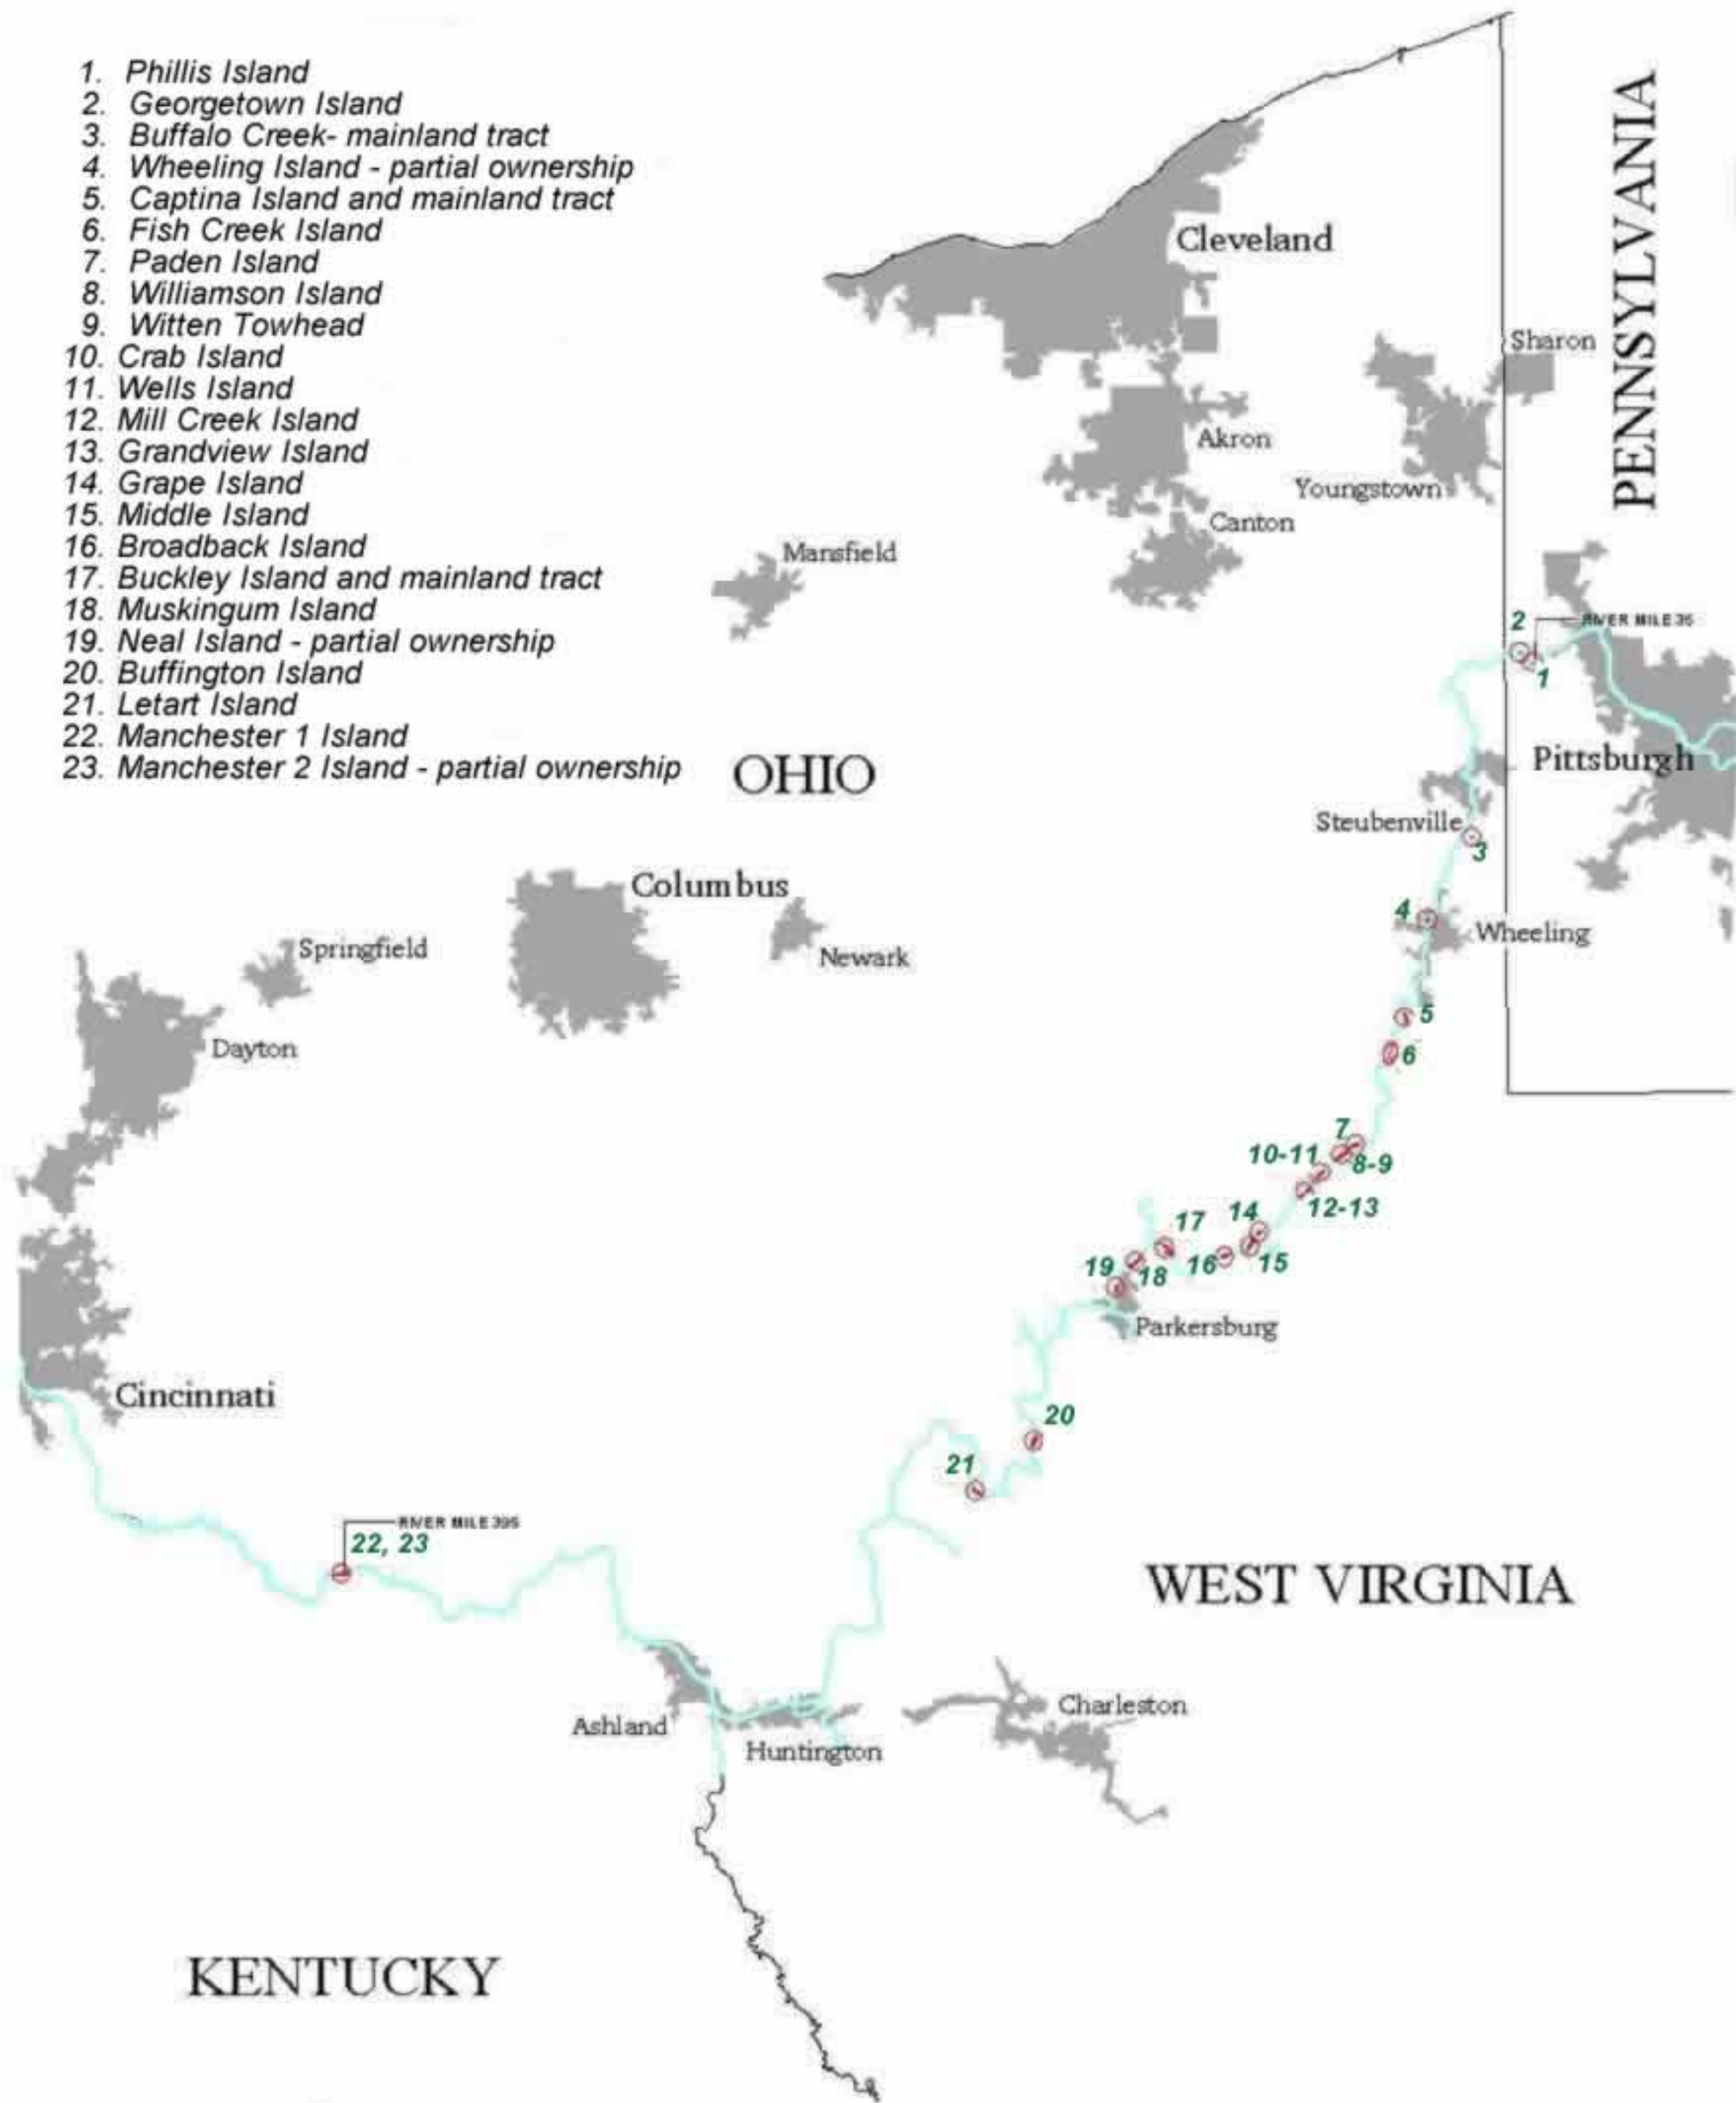 1. Phillis Island
2. Georgetown Island
3. Buffalo Creek- mainland tract
4. Wheeling Island - partial ownership
5. Captina Island and mainland tract
6. Fish Creek Island
7. Paden Island
8. Williamson Island
9. Witten Towhead
10. Crab Island
11. Wells Island
12. Mill Creek Island
13. Grandview Island
14. Grape Island
15. Middle Island
16. Broadback Island
17. Buckley Island and mainland tract
18. Muskingum Island
19. Neal Island - partial ownership
20. Buffington Island
21. Letart Island
22. Manchester 1 Island
23. Manchester 2 Island - partial ownership
PENNSYLVANIA
Cleveland
Sharon
Akron
Youngstown
Canton
Mansfield
2
RIVER MILE 35
1
OHIO
Pittsburgh
Steubenville
3
Columbus
4
Wheeling
Springfield
Newark
5
Dayton
6
7
10-11
8-9
12-13
14
17
19
18
16
15
Parkersburg
Cincinnati
20
21
RIVER MILE 395
22, 23
WEST VIRGINIA
Charleston
Ashland
Huntington
KENTUCKY